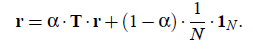 r = α · T · r + (1 − α) · 1/N · 1_N.